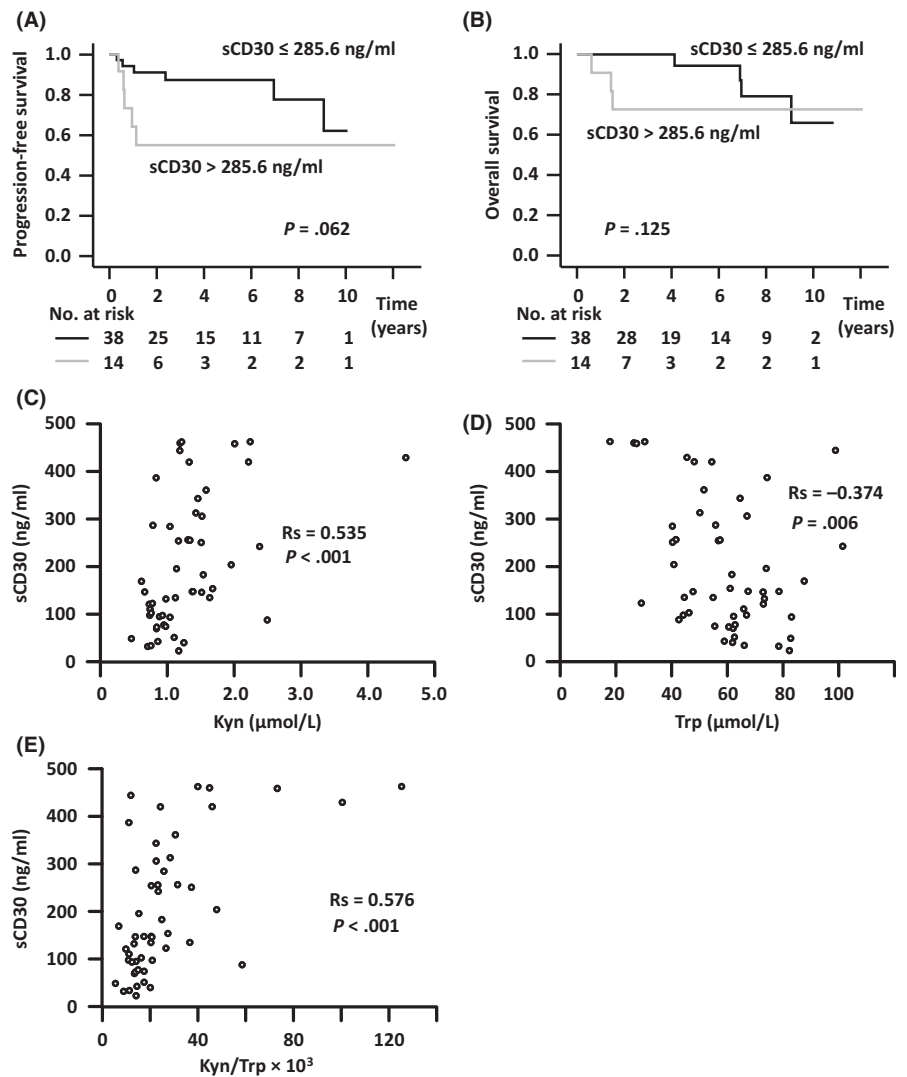 (A)
Progression-free survival
1.0
0.8
0.6
0.4
0.2
0.0
sCD30 ≤ 285.6 ng/ml
sCD30 > 285.6 ng/ml
P = .062
0 2 4 6 8 10 Time
No. at risk (years)
38 25 15 11 7 1
14 6 3 2 2 1
(B)
Overall survival
1.0
0.8
0.6
0.4
0.2
0.0
sCD30 ≤ 285.6 ng/ml
sCD30 > 285.6 ng/ml
P = .125
0 2 4 6 8 10 Time
No. at risk (years)
38 28 19 14 9 2
14 7 3 2 2 1
(C)
sCD30 (ng/ml)
500
400
300
200
100
0
Rs = 0.535
P < .001
0 1.0 2.0 3.0 4.0 5.0
Kyn (μmol/L)
(D)
sCD30 (ng/ml)
500
400
300
200
100
0
Rs = −0.374
P = .006
0 20 40 60 80 100
Trp (μmol/L)
(E)
sCD30 (ng/ml)
500
400
300
200
100
0
Rs = 0.576
P < .001
0 40 80 120
Kyn/Trp × 10³